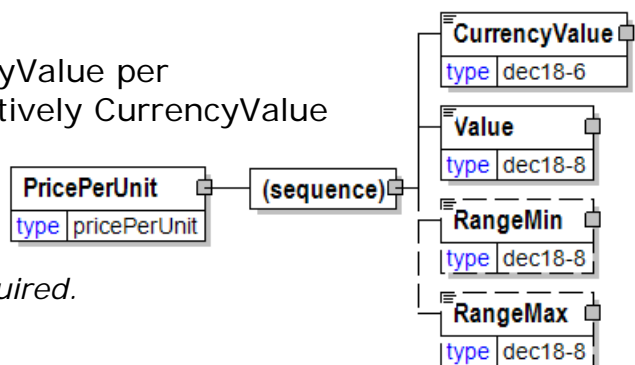 yValue per
tively CurrencyValue
uired.
PricePerUnit
type pricePerUnit
(sequence)
CurrencyValue
type dec18-6
Value
type dec18-8
RangeMin
type dec18-8
RangeMax
type dec18-8